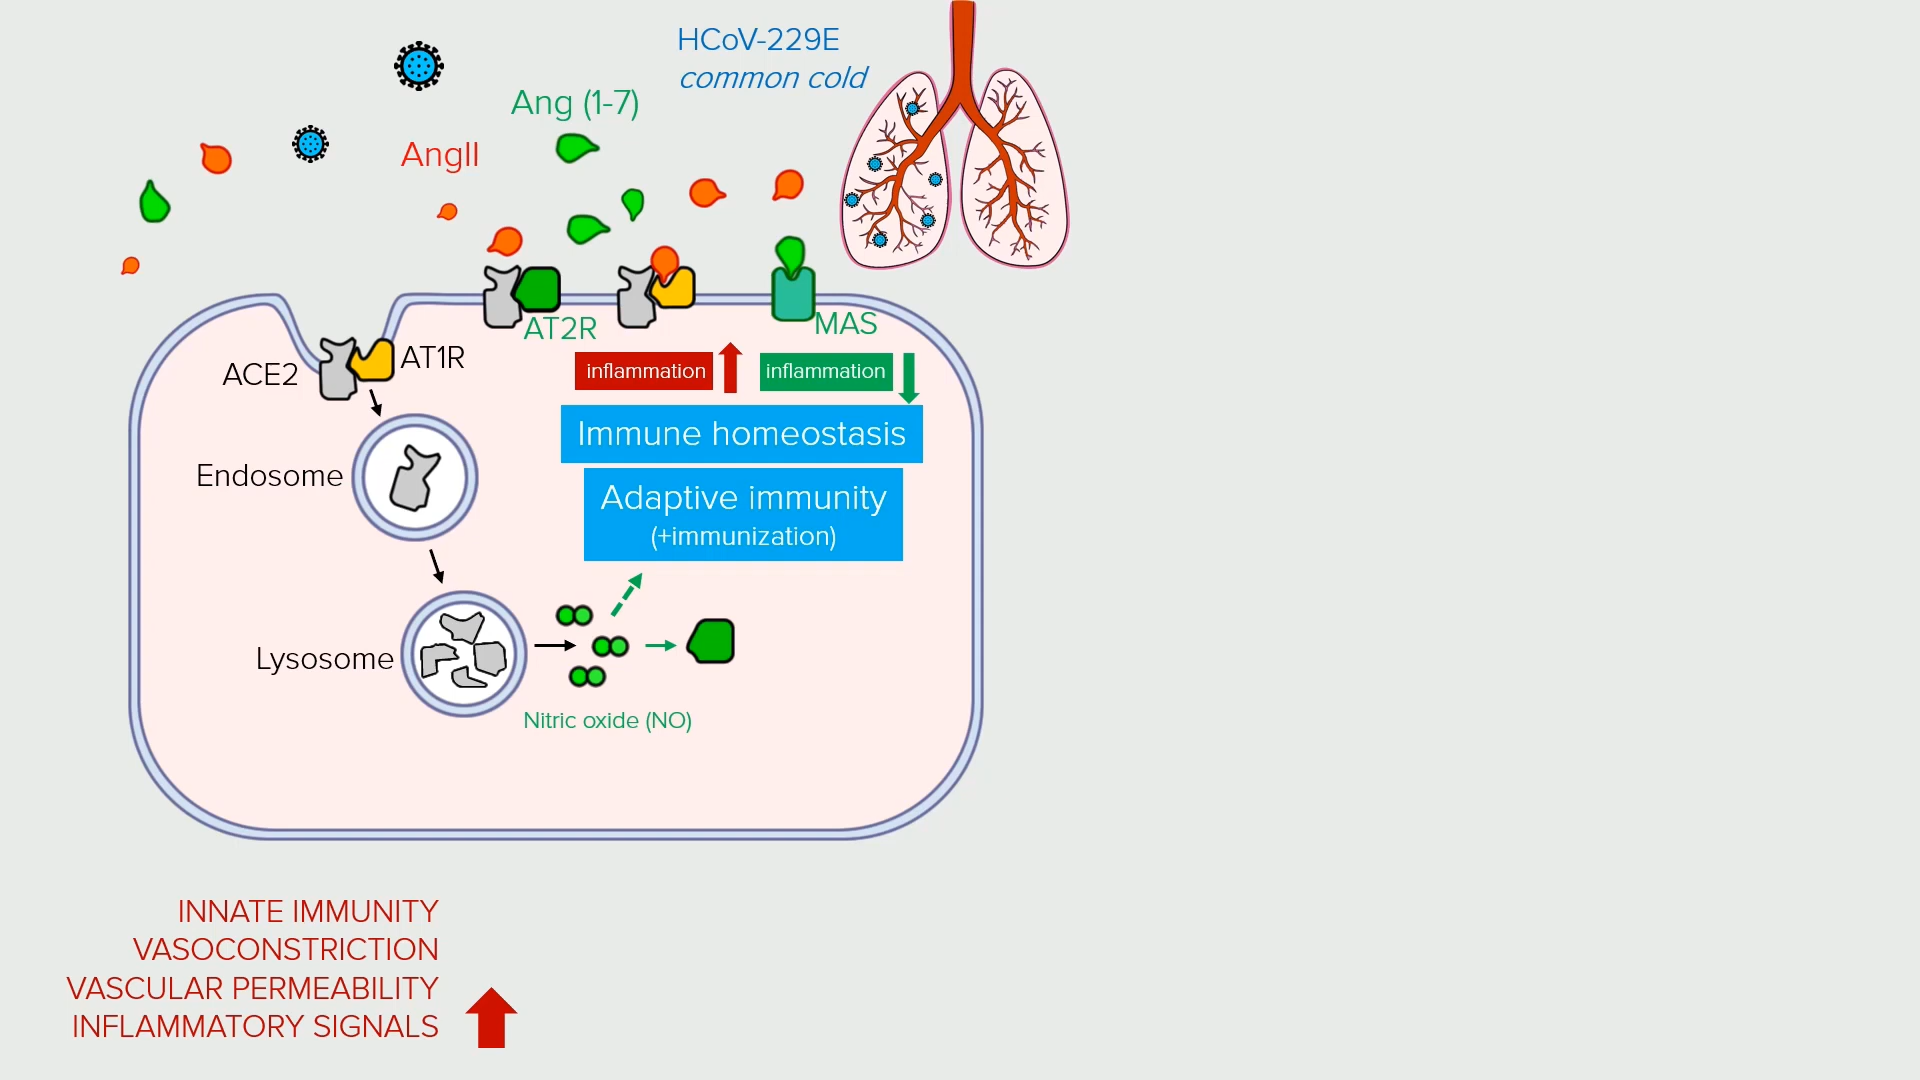 HCoV-229E
common cold
Ang (1-7)
AngII
AT2R
MAS
ACE2
AT1R
inflammation
inflammation
Immune homeostasis
Endosome
Adaptive immunity
(+immunization)
Lysosome
Nitric oxide (NO)
INNATE IMMUNITY
VASOCONSTRICTION
VASCULAR PERMEABILITY
INFLAMMATORY SIGNALS